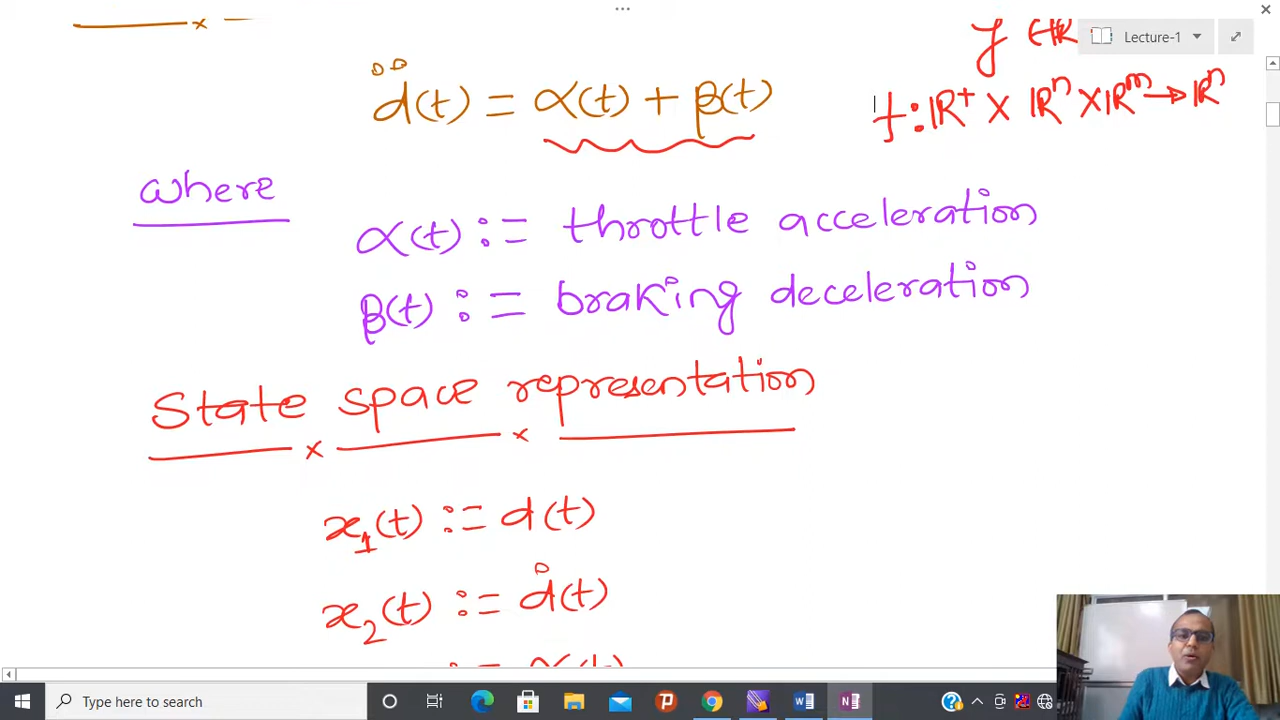 Lecture-1
y ∈ ℝ
d̈(t) = α(t) + β(t)
f: ℝ⁺ × ℝⁿ × ℝᵐ → ℝⁿ
where
α(t) := throttle acceleration
β(t) := braking deceleration
State space representation
x₁(t) := d(t)
x₂(t) := ḋ(t)
Type here to search